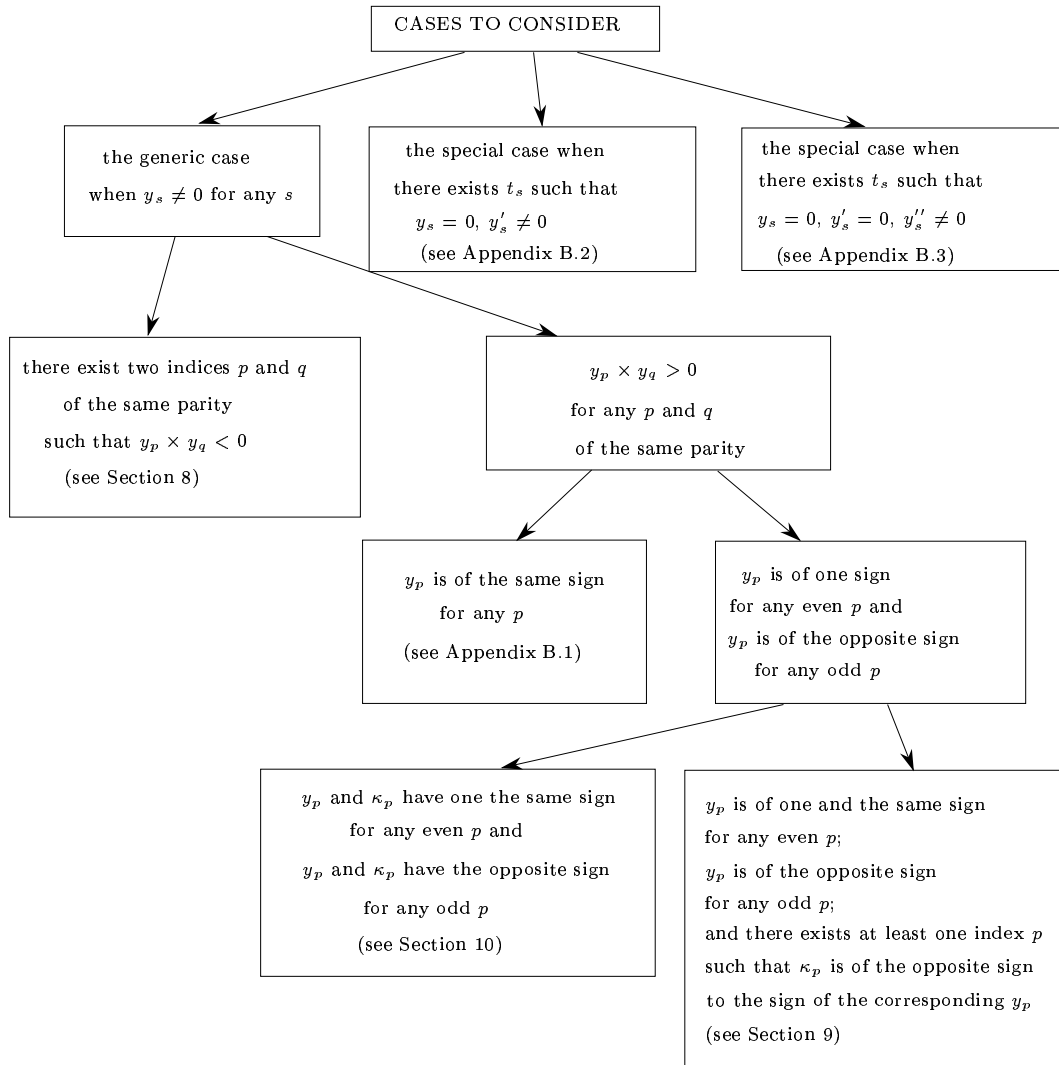 CASES TO CONSIDER
the generic case
when $y_s \neq 0$ for any $s$
the special case when
there exists $t_s$ such that
$y_s = 0, \; y_s' \neq 0$
(see Appendix B.2)
the special case when
there exists $t_s$ such that
$y_s = 0, \; y_s' = 0, \; y_s'' \neq 0$
(see Appendix B.3)
there exist two indices $p$ and $q$
of the same parity
such that $y_p \times y_q < 0$
(see Section 8)
$y_p \times y_q > 0$
for any $p$ and $q$
of the same parity
$y_p$ is of the same sign
for any $p$
(see Appendix B.1)
$y_p$ is of one sign
for any even $p$ and
$y_p$ is of the opposite sign
for any odd $p$
$y_p$ and $\kappa_p$ have one the same sign
for any even $p$ and
$y_p$ and $\kappa_p$ have the opposite sign
for any odd $p$
(see Section 10)
$y_p$ is of one and the same sign
for any even $p$;
$y_p$ is of the opposite sign
for any odd $p$;
and there exists at least one index $p$
such that $\kappa_p$ is of the opposite sign
to the sign of the corresponding $y_p$
(see Section 9)